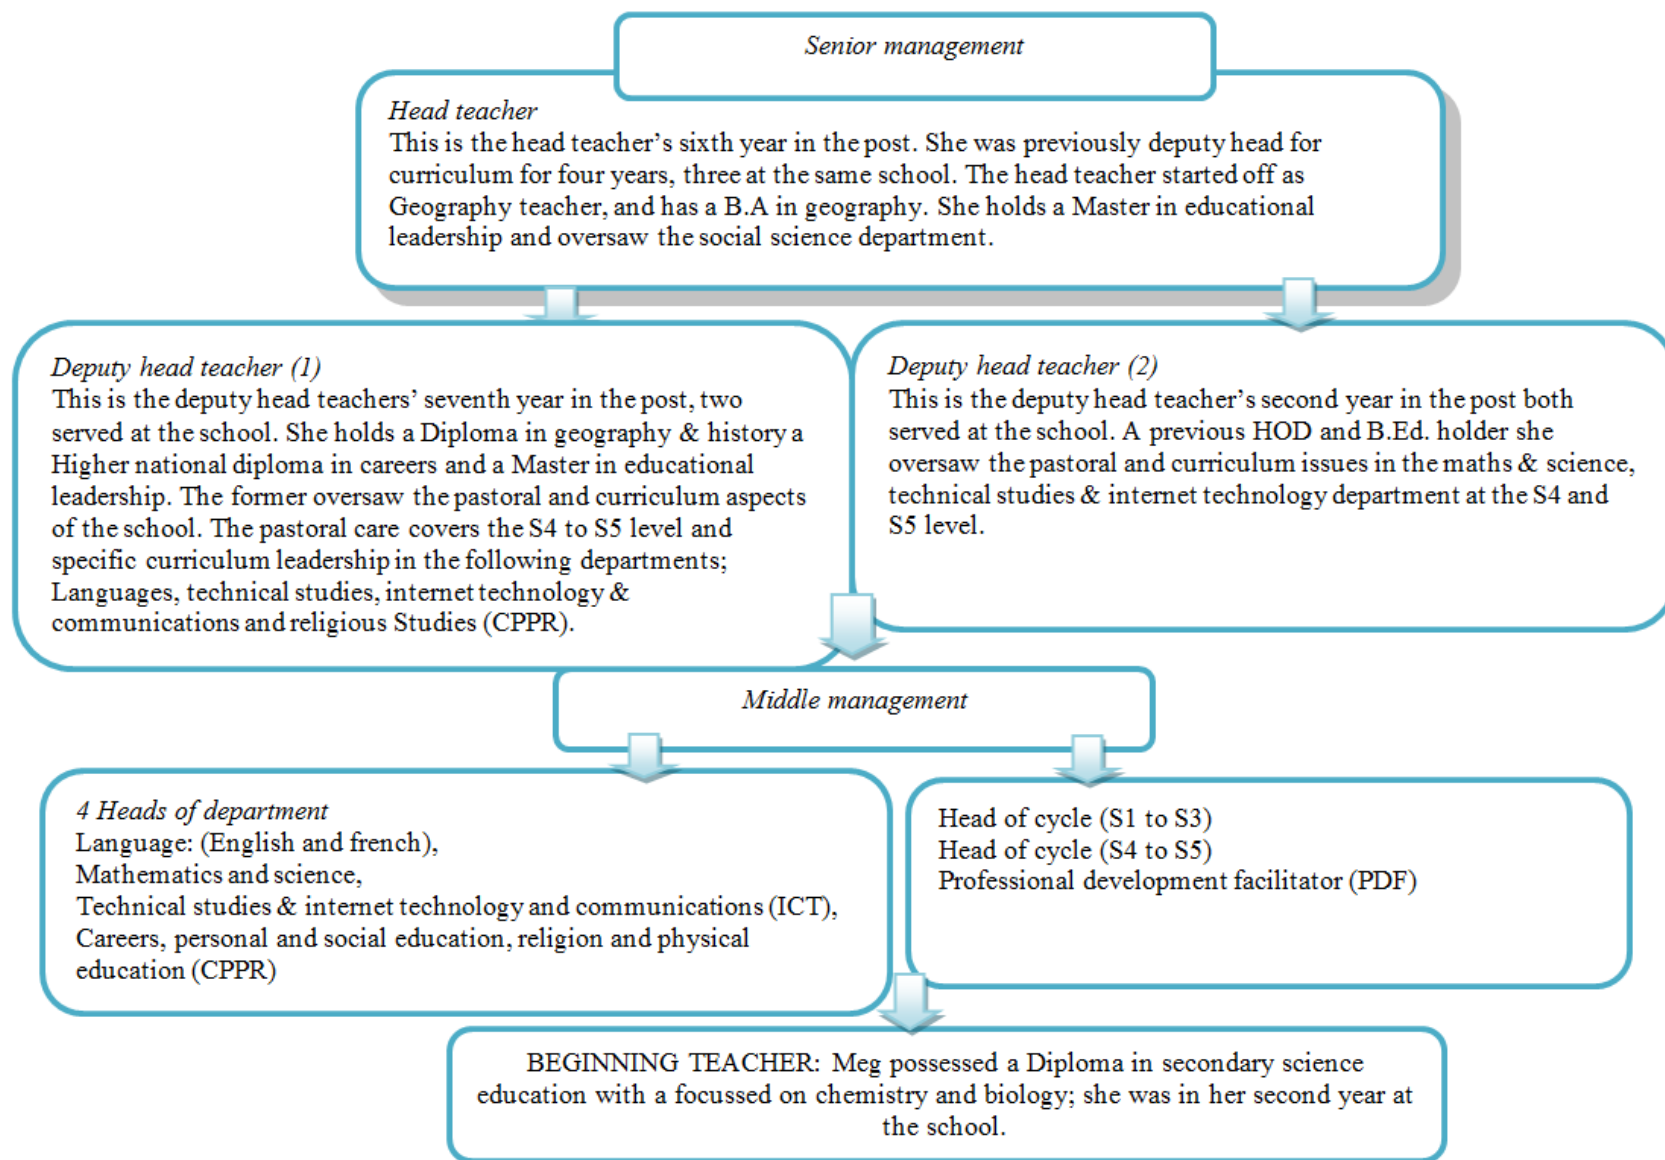 Senior management
Head teacher
This is the head teacher’s sixth year in the post. She was previously deputy head for
curriculum for four years, three at the same school. The head teacher started off as
Geography teacher, and has a B.A in geography. She holds a Master in educational
leadership and oversaw the social science department.
Deputy head teacher (1)
This is the deputy head teachers’ seventh year in the post, two
served at the school. She holds a Diploma in geography & history a
Higher national diploma in careers and a Master in educational
leadership. The former oversaw the pastoral and curriculum aspects
of the school. The pastoral care covers the S4 to S5 level and
specific curriculum leadership in the following departments;
Languages, technical studies, internet technology &
communications and religious Studies (CPPR).
Deputy head teacher (2)
This is the deputy head teacher’s second year in the post both
served at the school. A previous HOD and B.Ed. holder she
oversaw the pastoral and curriculum issues in the maths & science,
technical studies & internet technology department at the S4 and
S5 level.
Middle management
4 Heads of department
Language: (English and french),
Mathematics and science,
Technical studies & internet technology and communications (ICT),
Careers, personal and social education, religion and physical
education (CPPR)
Head of cycle (S1 to S3)
Head of cycle (S4 to S5)
Professional development facilitator (PDF)
BEGINNING TEACHER: Meg possessed a Diploma in secondary science
education with a focussed on chemistry and biology; she was in her second year at
the school.